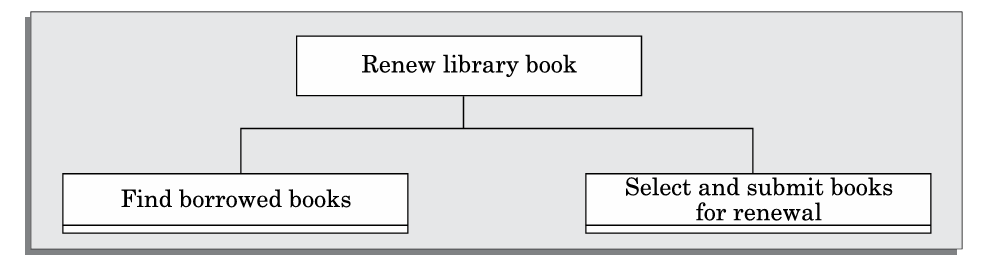 Renew library book
Find borrowed books
Select and submit books
for renewal